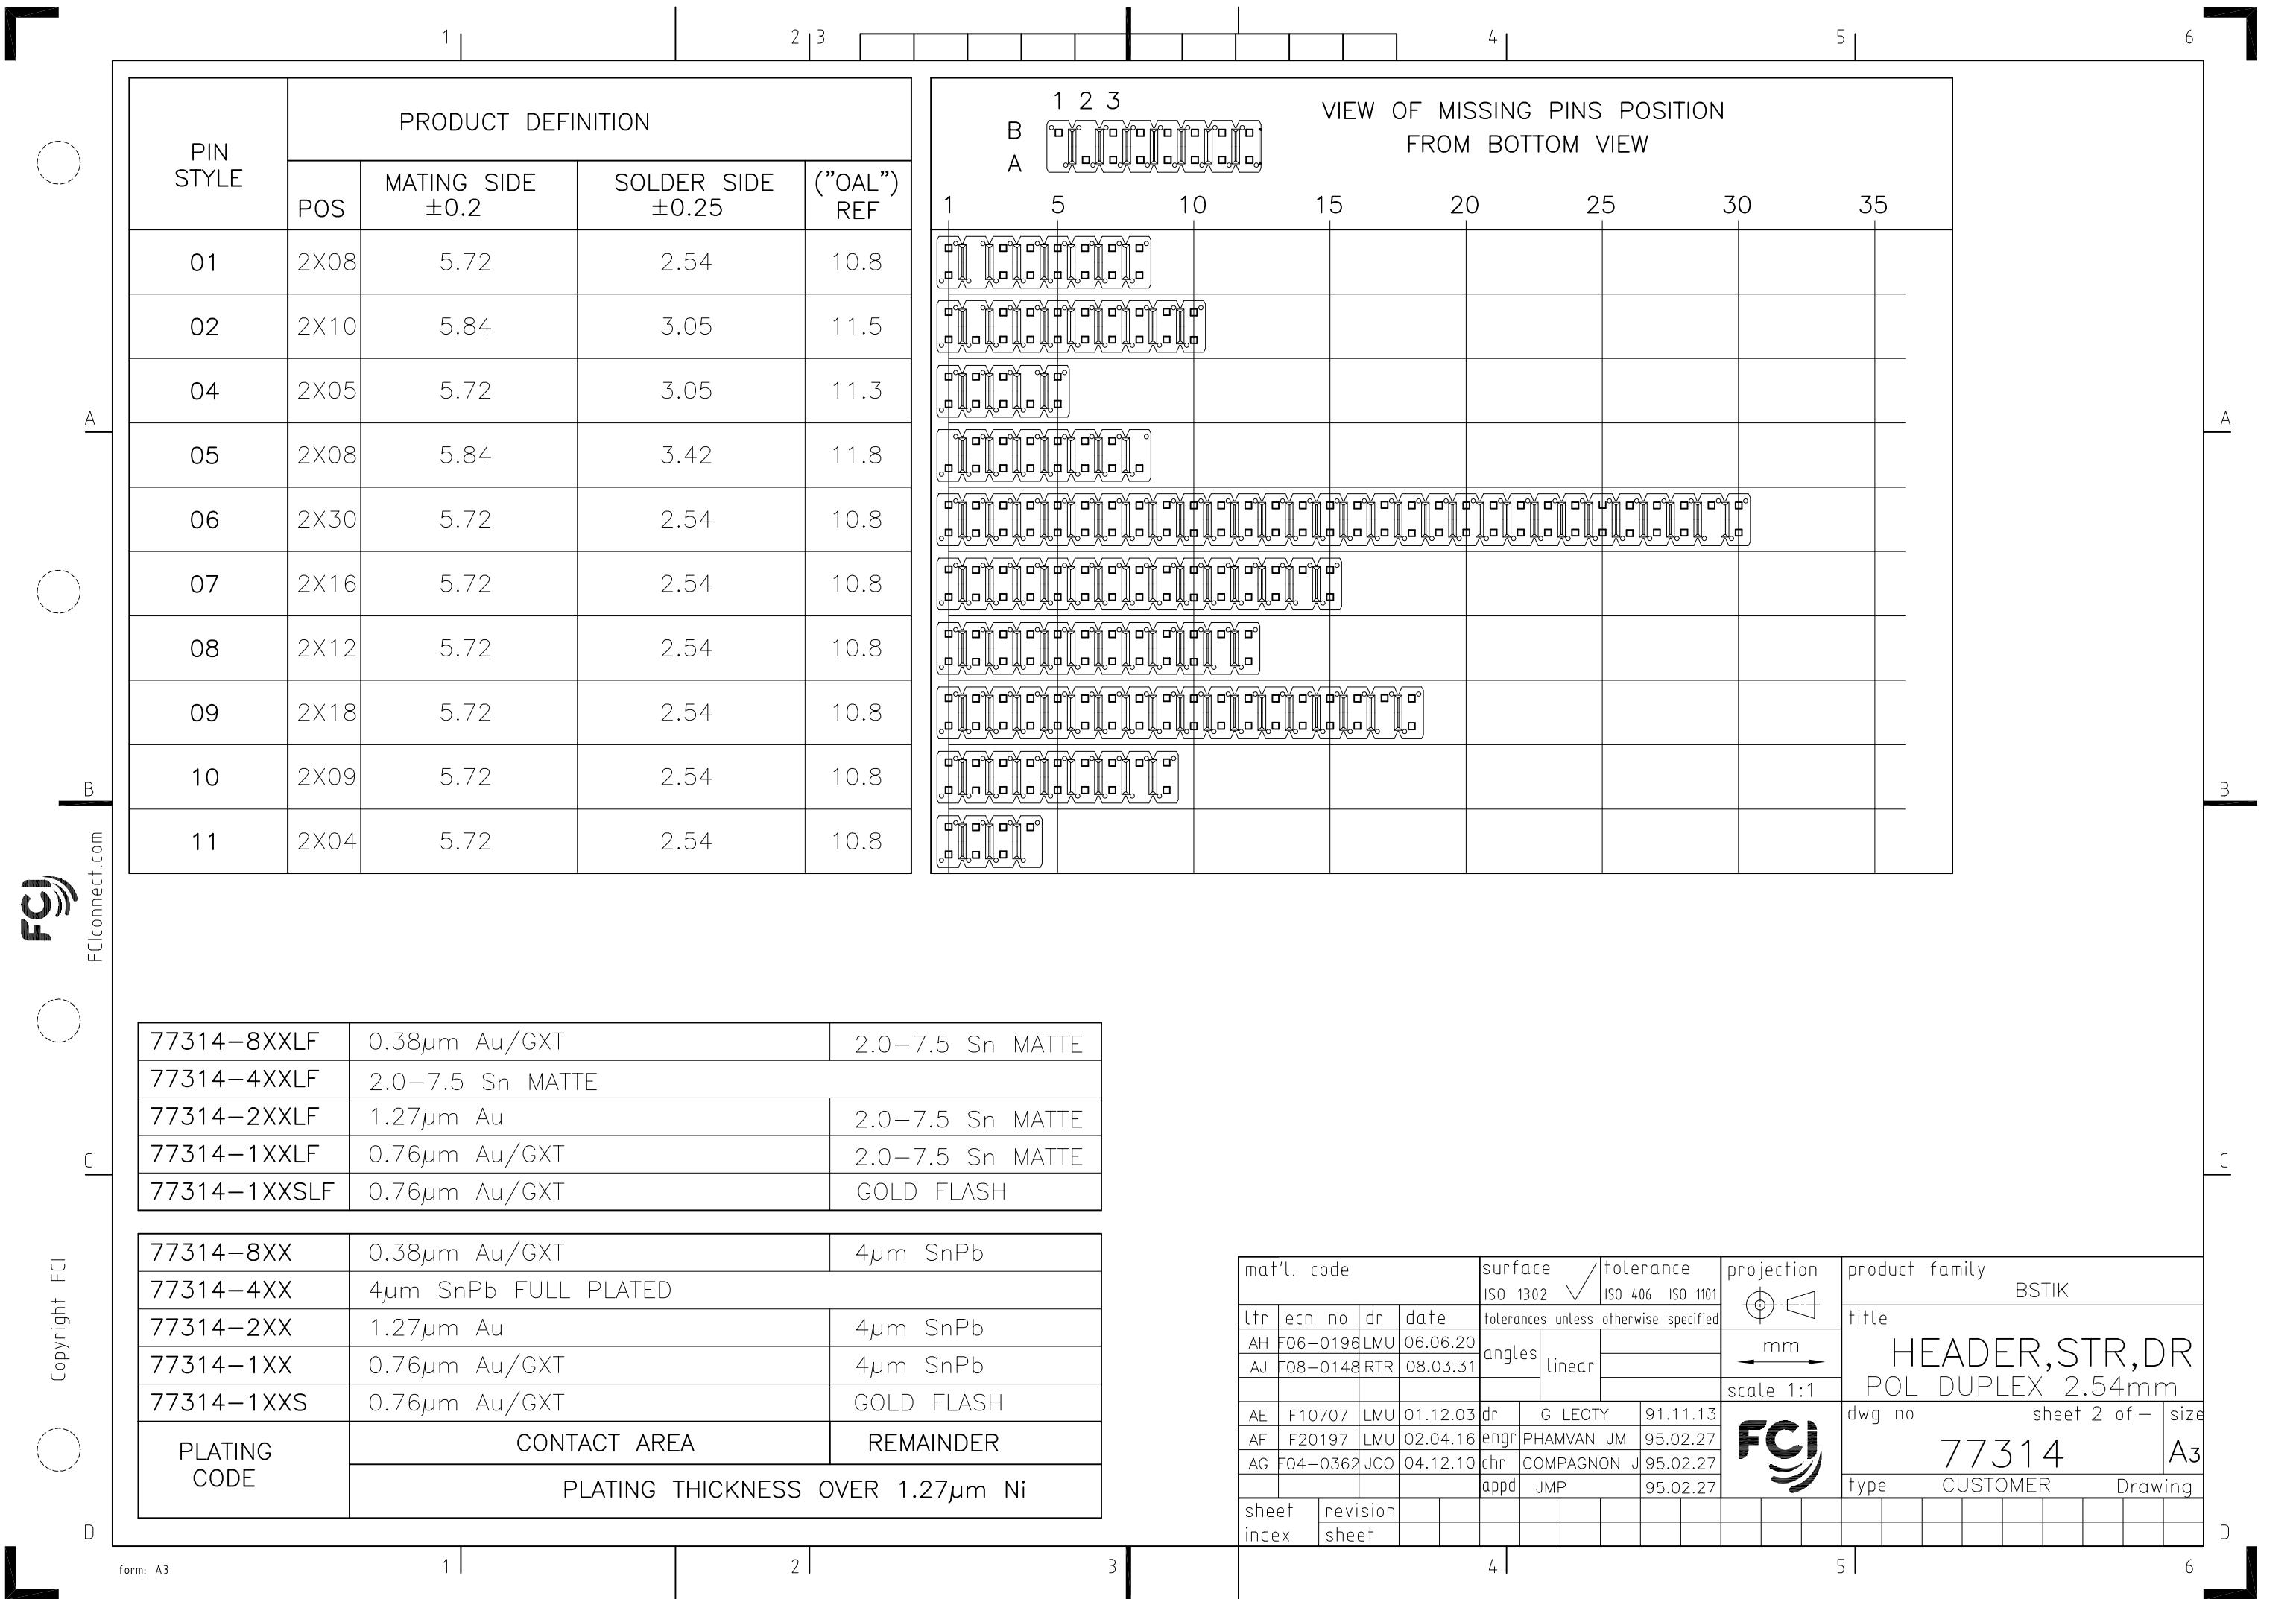 1 2 3 4 5 6
PIN STYLE PRODUCT DEFINITION
POS MATING SIDE ±0.2 SOLDER SIDE ±0.25 ("OAL") REF
01 2X08 5.72 2.54 10.8
02 2X10 5.84 3.05 11.5
04 2X05 5.72 3.05 11.3
05 2X08 5.84 3.42 11.8
06 2X30 5.72 2.54 10.8
07 2X16 5.72 2.54 10.8
08 2X12 5.72 2.54 10.8
09 2X18 5.72 2.54 10.8
10 2X09 5.72 2.54 10.8
11 2X04 5.72 2.54 10.8
1 2 3
B
A
VIEW OF MISSING PINS POSITION
FROM BOTTOM VIEW
1 5 10 15 20 25 30 35
A A
B B
C C
D D
FCI
FCIconnect.com
Copyright FCI
77314-8XXLF 0.38µm Au/GXT 2.0-7.5 Sn MATTE
77314-4XXLF 2.0-7.5 Sn MATTE
77314-2XXLF 1.27µm Au 2.0-7.5 Sn MATTE
77314-1XXLF 0.76µm Au/GXT 2.0-7.5 Sn MATTE
77314-1XXSLF 0.76µm Au/GXT GOLD FLASH
77314-8XX 0.38µm Au/GXT 4µm SnPb
77314-4XX 4µm SnPb FULL PLATED
77314-2XX 1.27µm Au 4µm SnPb
77314-1XX 0.76µm Au/GXT 4µm SnPb
77314-1XXS 0.76µm Au/GXT GOLD FLASH
PLATING CODE CONTACT AREA REMAINDER
PLATING THICKNESS OVER 1.27µm Ni
mat'l. code surface tolerance projection product family
ISO 1302 ISO 406 ISO 1101 BSTIK
ltr ecn no dr date tolerances unless otherwise specified title
AH F06-0196 LMU 06.06.20 angles linear mm HEADER,STR,DR
AJ F08-0148 RTR 08.03.31
scale 1:1 POL DUPLEX 2.54mm
AE F10707 LMU 01.12.03 dr G LEOTY 91.11.13 FCI dwg no sheet 2 of - size
AF F20197 LMU 02.04.16 engr PHAMVAN JM 95.02.27 77314 A3
AG F04-0362 JCO 04.12.10 chr COMPAGNON J 95.02.27
appd JMP 95.02.27 type CUSTOMER Drawing
sheet index revision
sheet
form: A3
1 2 3 4 5 6